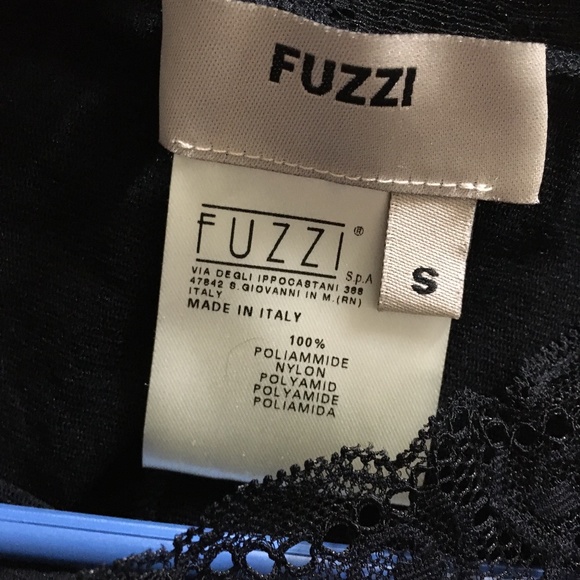 FUZZI
FUZZI® S.p.A
VIA DEGLI IPPOCASTANI 388
47842 S.GIOVANNI IN M.(RN)
ITALY
MADE IN ITALY
S
100%
POLIAMMIDE
NYLON
POLYAMID
POLYAMIDE
POLIAMIDA